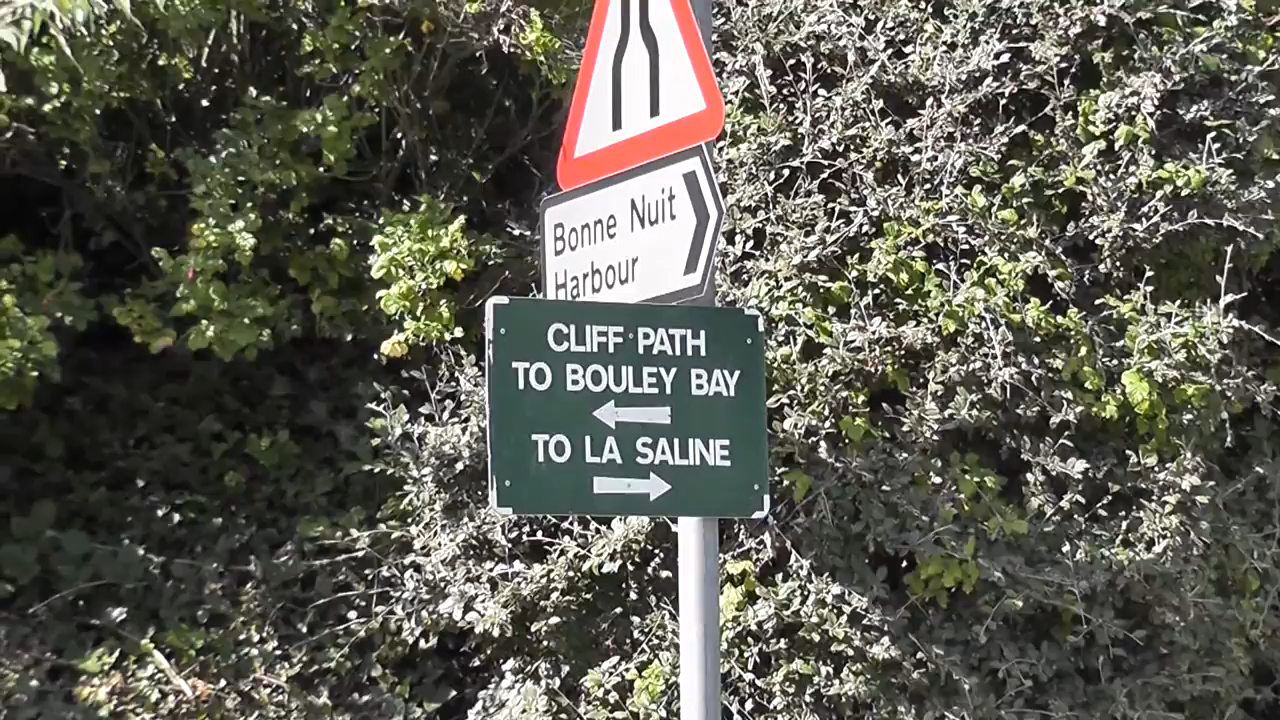 Bonne Nuit
Harbour
CLIFF PATH
TO BOULEY BAY
TO LA SALINE